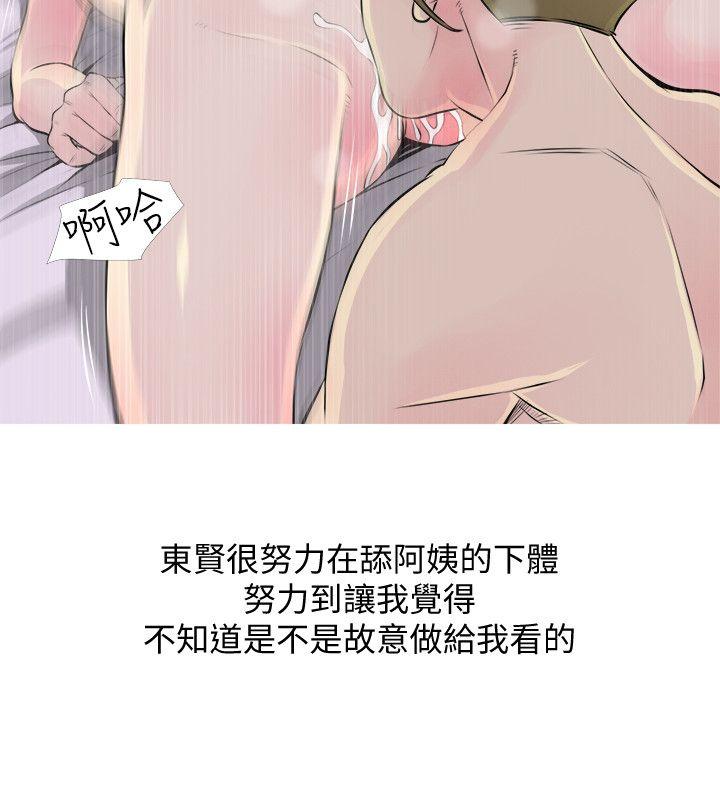 啊哈
東賢很努力在舔阿姨的下體
努力到讓我覺得
不知道是不是故意做給我看的